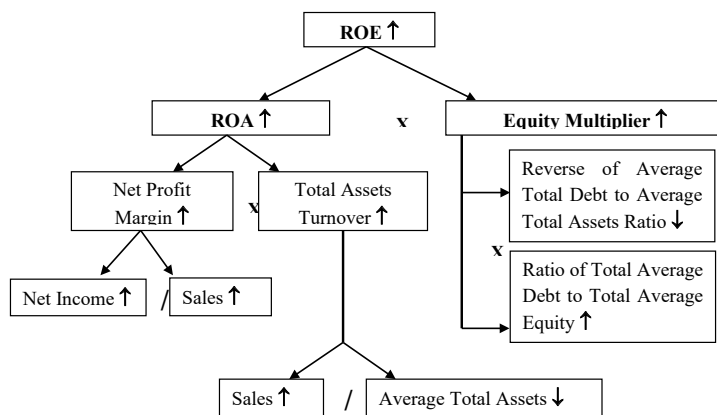 ROE ↑
ROA ↑
x
Equity Multiplier ↑
Net Profit
Margin ↑
x
Total Assets
Turnover ↑
Reverse of Average
Total Debt to Average
Total Assets Ratio ↓
x
Ratio of Total Average
Debt to Total Average
Equity ↑
Net Income ↑
/
Sales ↑
Sales ↑
/
Average Total Assets ↓